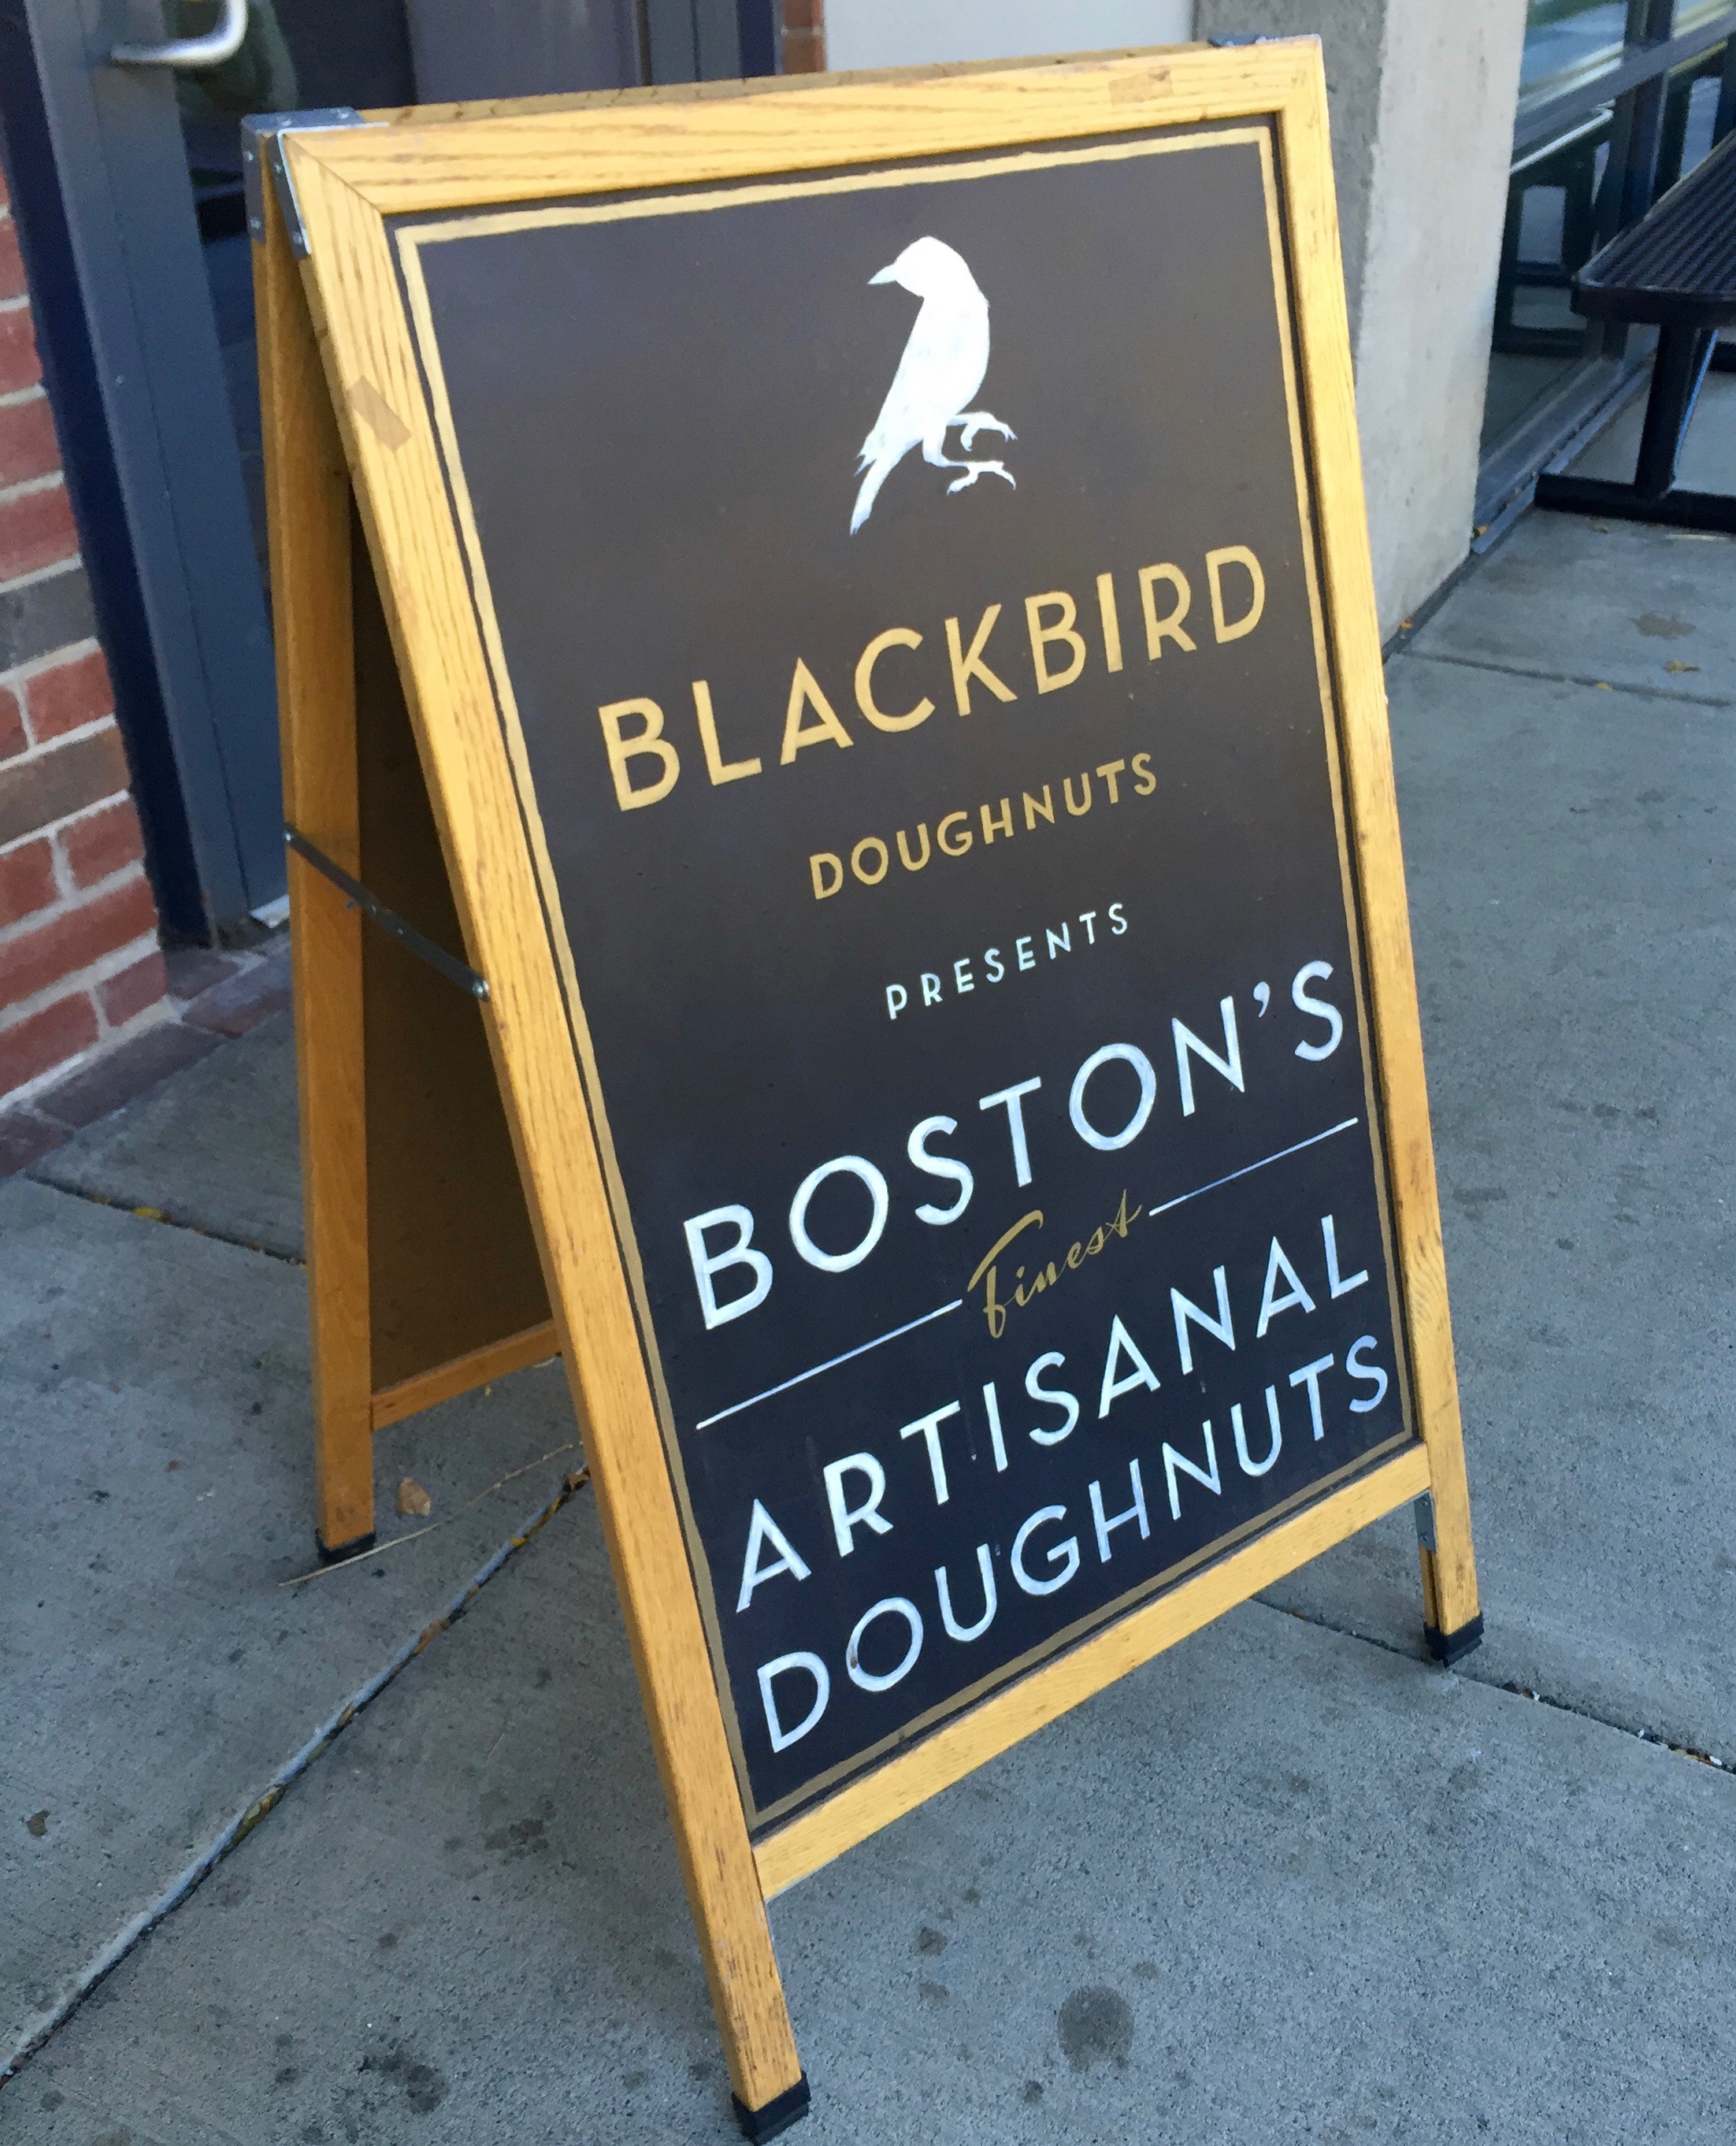 BLACKBIRD
DOUGHNUTS
PRESENTS
BOSTON'S
Finest
ARTISANAL
DOUGHNUTS